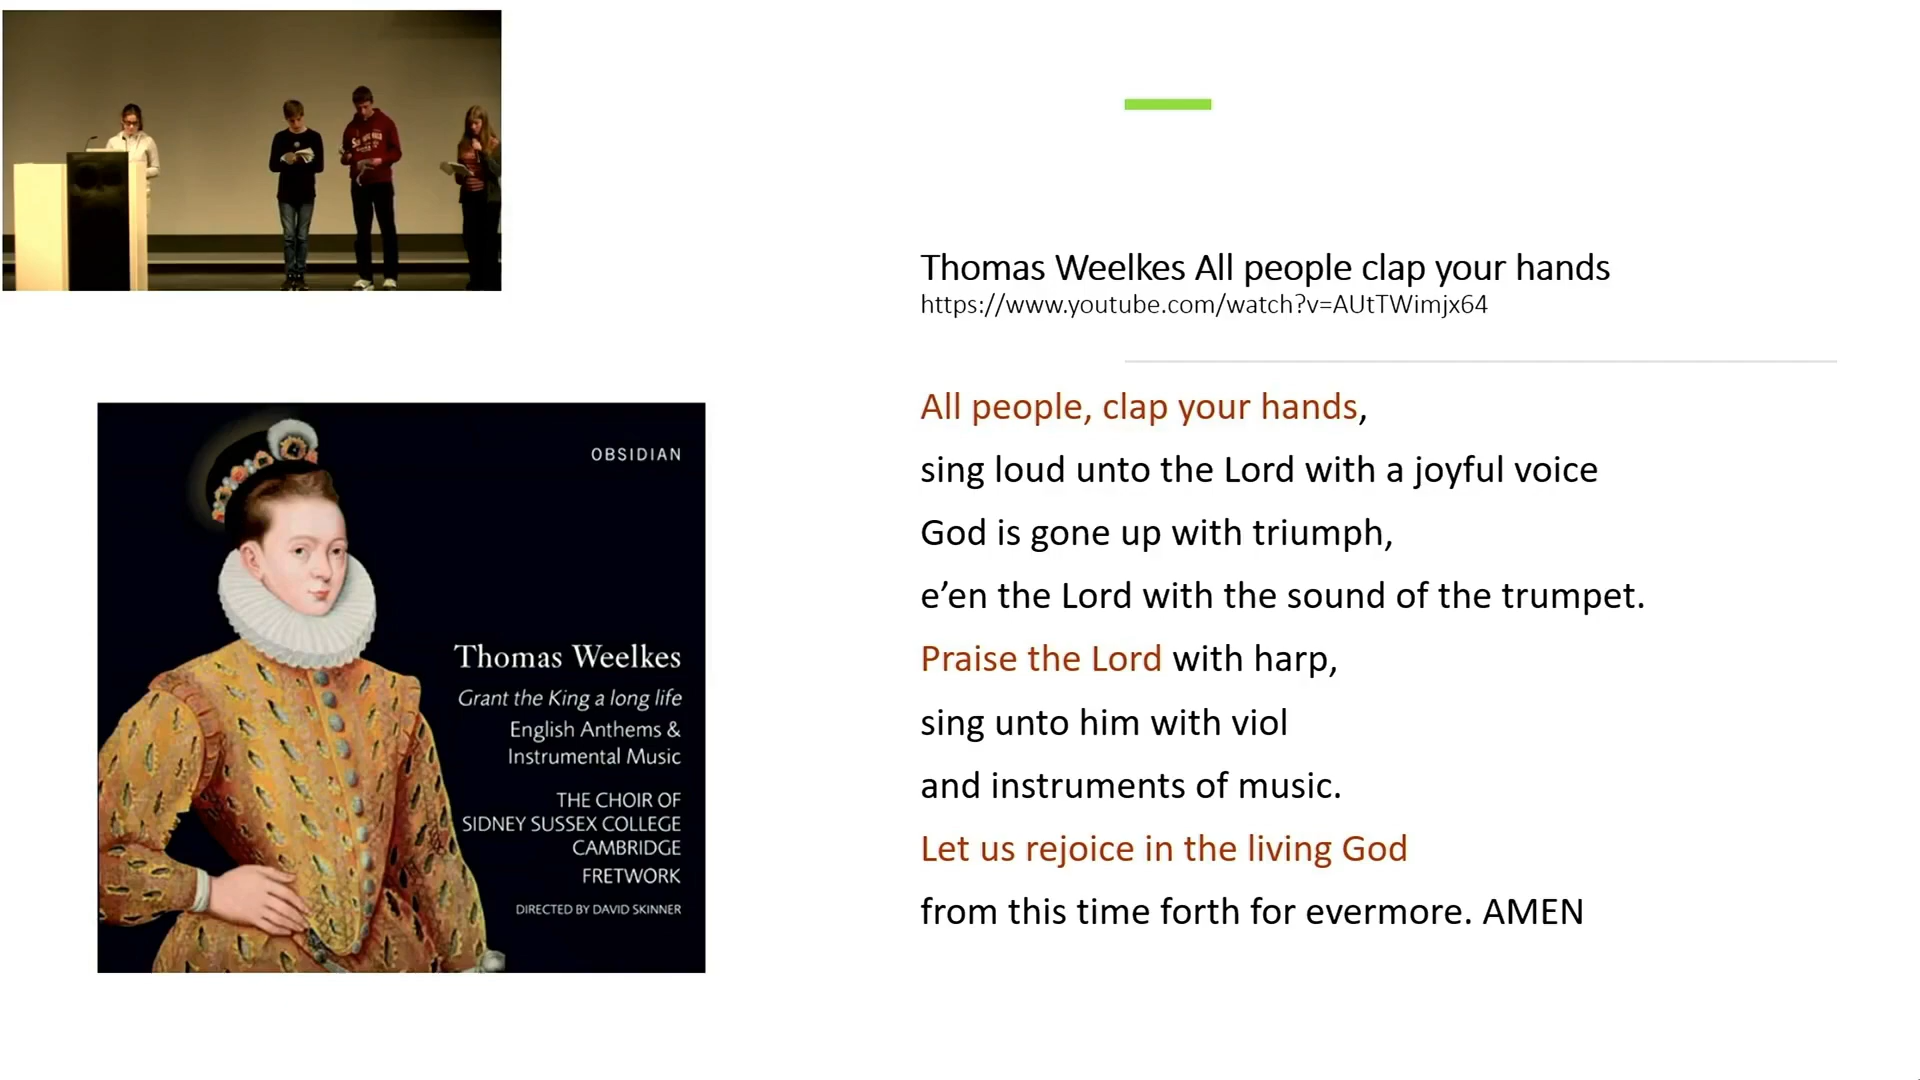 Thomas Weelkes All people clap your hands
https://www.youtube.com/watch?v=AUtTWimjx64
All people, clap your hands,
sing loud unto the Lord with a joyful voice
God is gone up with triumph,
e’en the Lord with the sound of the trumpet.
Praise the Lord with harp,
sing unto him with viol
and instruments of music.
Let us rejoice in the living God
from this time forth for evermore. AMEN
OBSIDIAN
Thomas Weelkes
Grant the King a long life
English Anthems &
Instrumental Music
THE CHOIR OF
SIDNEY SUSSEX COLLEGE
CAMBRIDGE
FRETWORK
DIRECTED BY DAVID SKINNER